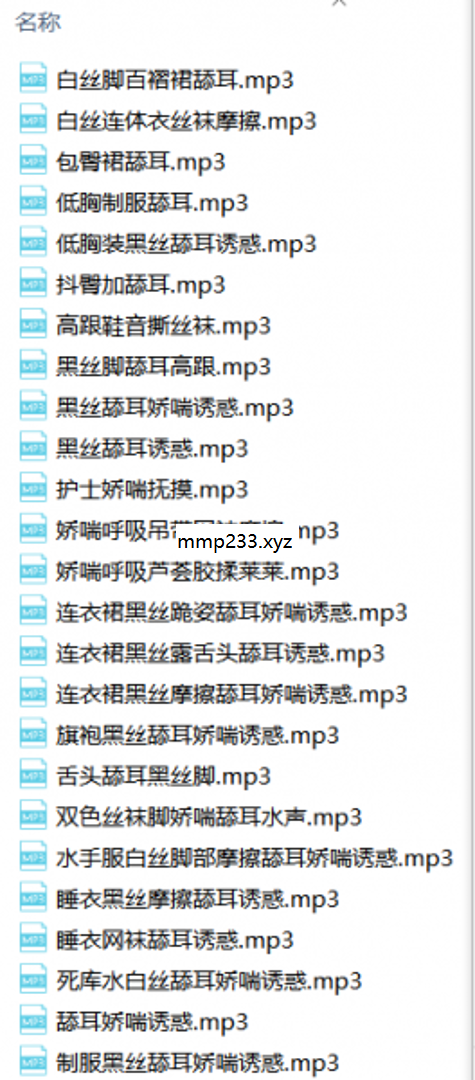 名称
白丝脚百褶裙舔耳.mp3
白丝连体衣丝袜摩擦.mp3
包臀裙舔耳.mp3
低胸制服舔耳.mp3
低胸装黑丝舔耳诱惑.mp3
抖臀加舔耳.mp3
高跟鞋音撕丝袜.mp3
黑丝脚舔耳高跟.mp3
黑丝舔耳娇喘诱惑.mp3
黑丝舔耳诱惑.mp3
护士娇喘抚摸.mp3
娇喘呼吸吊 mp3
mmp233.xyz
娇喘呼吸芦荟胶揉莱莱.mp3
连衣裙黑丝跪姿舔耳娇喘诱惑.mp3
连衣裙黑丝露舌头舔耳诱惑.mp3
连衣裙黑丝摩擦舔耳娇喘诱惑.mp3
旗袍黑丝舔耳娇喘诱惑.mp3
舌头舔耳黑丝脚.mp3
双色丝袜脚娇喘舔耳水声.mp3
水手服白丝脚部摩擦舔耳娇喘诱惑.mp3
睡衣黑丝摩擦舔耳诱惑.mp3
睡衣网袜舔耳诱惑.mp3
死库水白丝舔耳娇喘诱惑.mp3
舔耳娇喘诱惑.mp3
制服黑丝舔耳娇喘诱惑.mp3